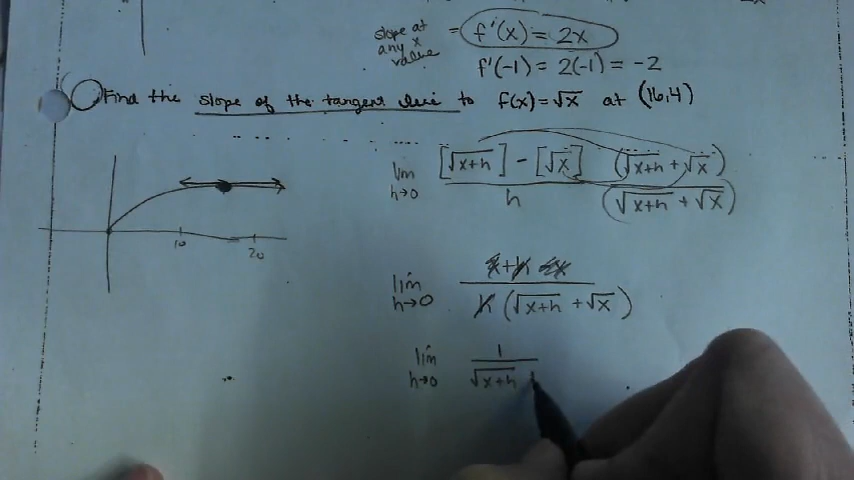 slope at any x value = f'(x) = 2x
f'(-1) = 2(-1) = -2
Find the slope of the tangent line to f(x) = √x at (16,4)
lim h→0 [√x+h] - [√x] (√x+h + √x) / h (√x+h + √x)
10 20
lim h→0 x+h -x / h (√x+h + √x)
lim h→0 1 / √x+h +